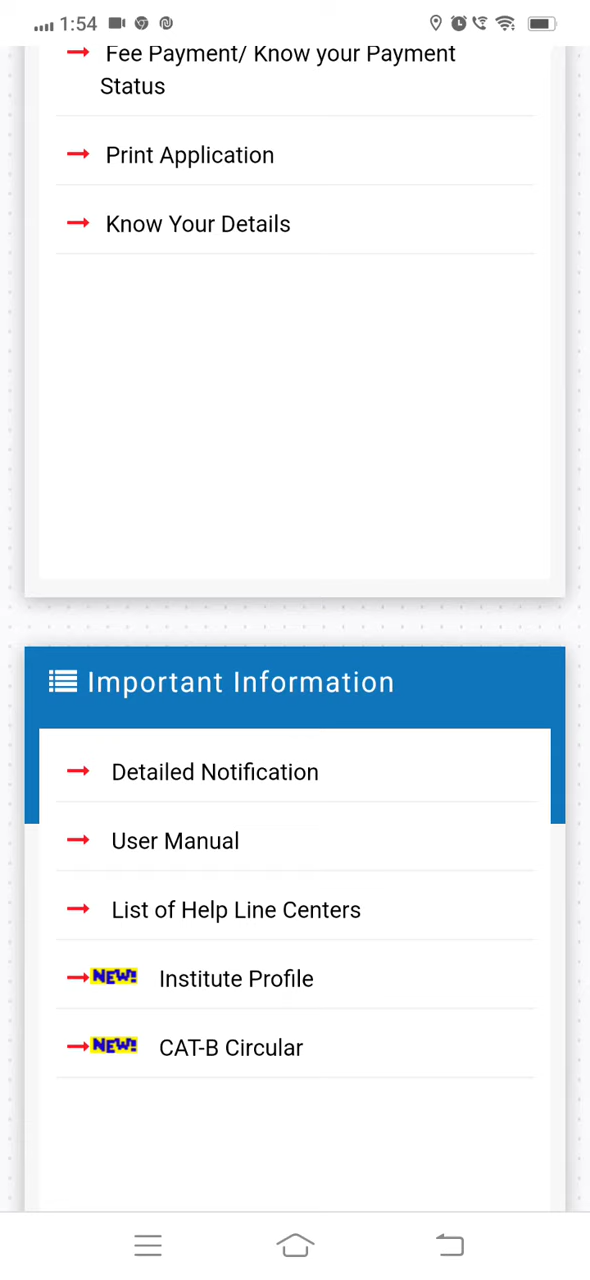 1:54
Fee Payment/ Know your Payment
Status
Print Application
Know Your Details
Important Information
Detailed Notification
User Manual
List of Help Line Centers
NEW! Institute Profile
NEW! CAT-B Circular